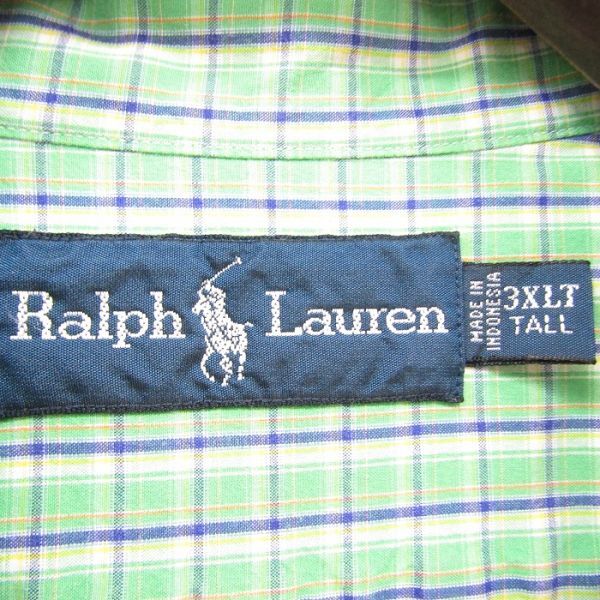 Ralph Lauren
MADE IN
INDONESIA
3XLT
TALL